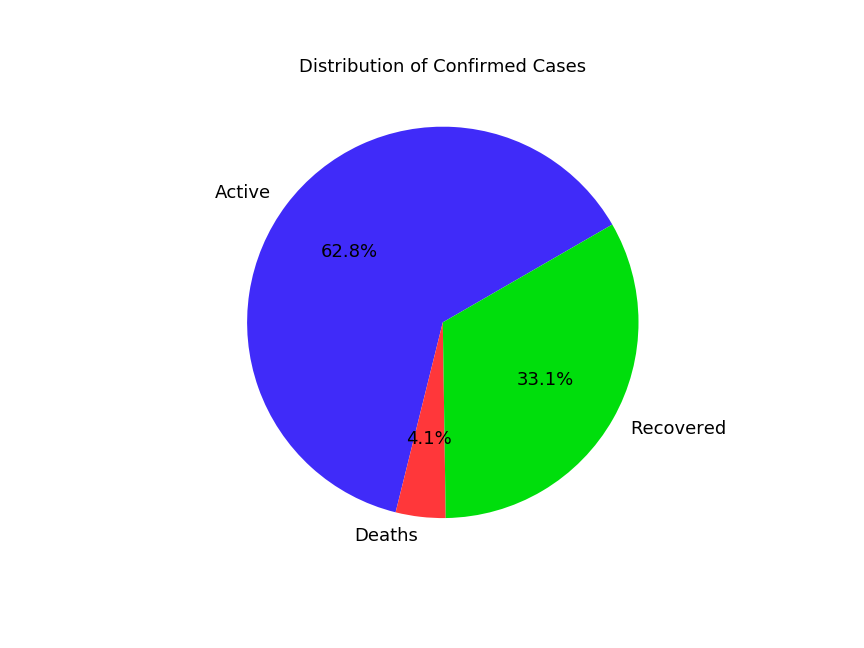 Distribution of Confirmed Cases
Active
62.8%
33.1%
Recovered
4.1%
Deaths